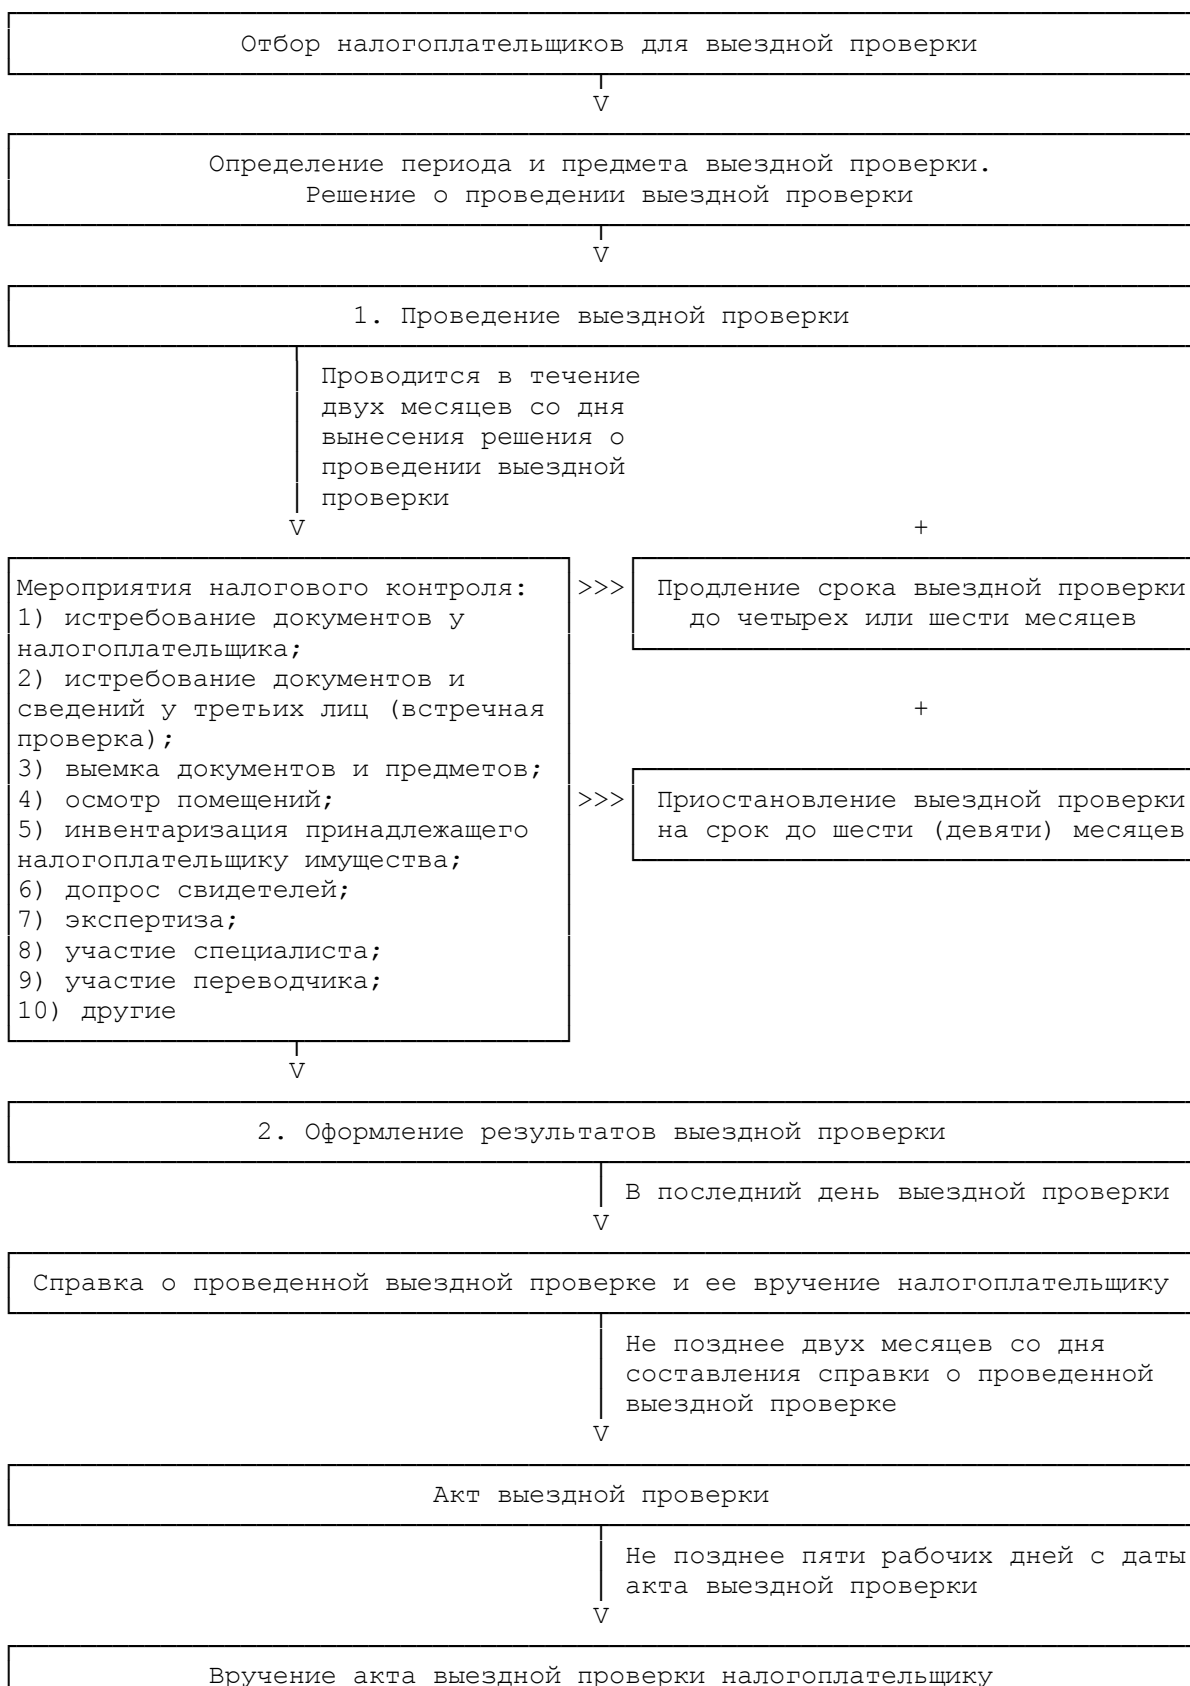 Отбор налогоплательщиков для выездной проверки
V
Определение периода и предмета выездной проверки.
Решение о проведении выездной проверки
V
1. Проведение выездной проверки
Проводится в течение
двух месяцев со дня
вынесения решения о
проведении выездной
проверки
V +
Мероприятия налогового контроля:
1) истребование документов у
налогоплательщика;
2) истребование документов и
сведений у третьих лиц (встречная
проверка);
3) выемка документов и предметов;
4) осмотр помещений;
5) инвентаризация принадлежащего
налогоплательщику имущества;
6) допрос свидетелей;
7) экспертиза;
8) участие специалиста;
9) участие переводчика;
10) другие
>>> Продление срока выездной проверки
до четырех или шести месяцев
+
>>> Приостановление выездной проверки
на срок до шести (девяти) месяцев
V
2. Оформление результатов выездной проверки
В последний день выездной проверки
V
Справка о проведенной выездной проверке и ее вручение налогоплательщику
Не позднее двух месяцев со дня
составления справки о проведенной
выездной проверке
V
Акт выездной проверки
Не позднее пяти рабочих дней с даты
акта выездной проверки
V
Вручение акта выездной проверки налогоплательщику